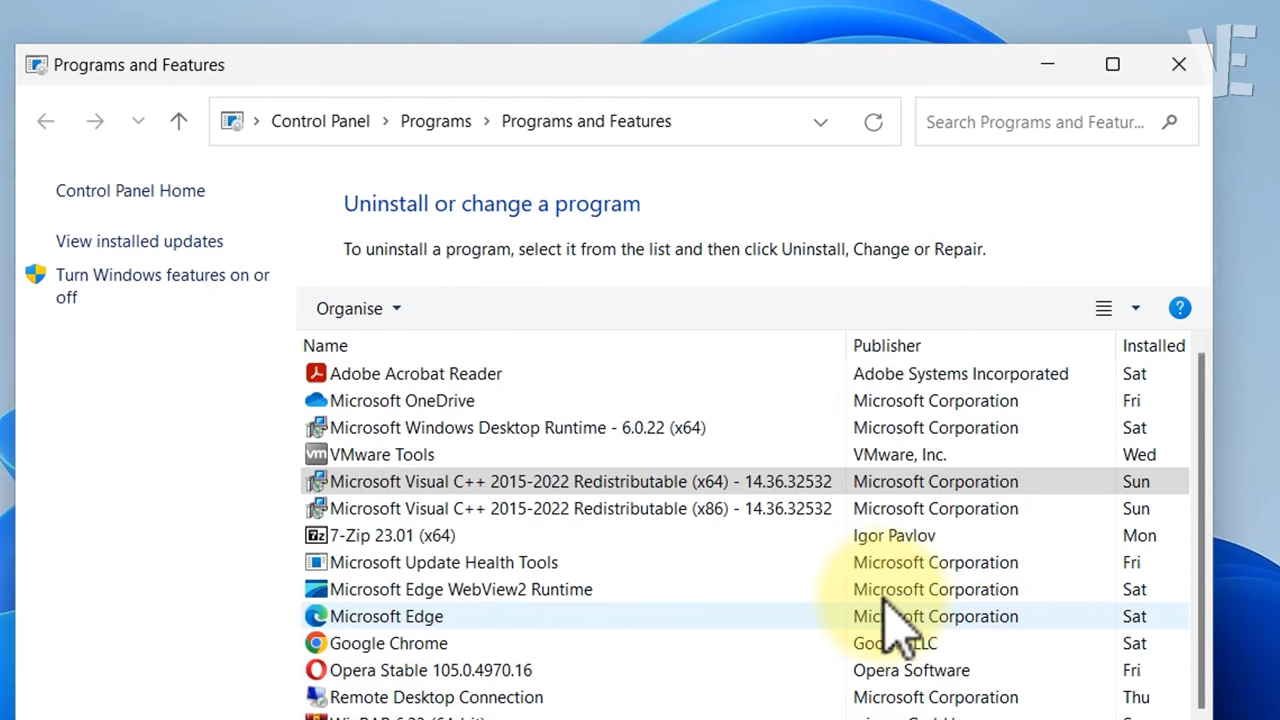 VE
Programs and Features
Control Panel > Programs > Programs and Features
Search Programs and Featur...
Control Panel Home
View installed updates
Turn Windows features on or
off
Uninstall or change a program
To uninstall a program, select it from the list and then click Uninstall, Change or Repair.
Organise
?
Name Publisher Installed
Adobe Acrobat Reader Adobe Systems Incorporated Sat
Microsoft OneDrive Microsoft Corporation Fri
Microsoft Windows Desktop Runtime - 6.0.22 (x64) Microsoft Corporation Sat
vm VMware Tools VMware, Inc. Wed
Microsoft Visual C++ 2015-2022 Redistributable (x64) - 14.36.32532 Microsoft Corporation Sun
Microsoft Visual C++ 2015-2022 Redistributable (x86) - 14.36.32532 Microsoft Corporation Sun
7z 7-Zip 23.01 (x64) Igor Pavlov Mon
Microsoft Update Health Tools Microsoft Corporation Fri
Microsoft Edge WebView2 Runtime Microsoft Corporation Sat
Microsoft Edge Microsoft Corporation Sat
Google Chrome LLC Sat
Opera Stable 105.0.4970.16 Opera Software Fri
Remote Desktop Connection Microsoft Corporation Thu